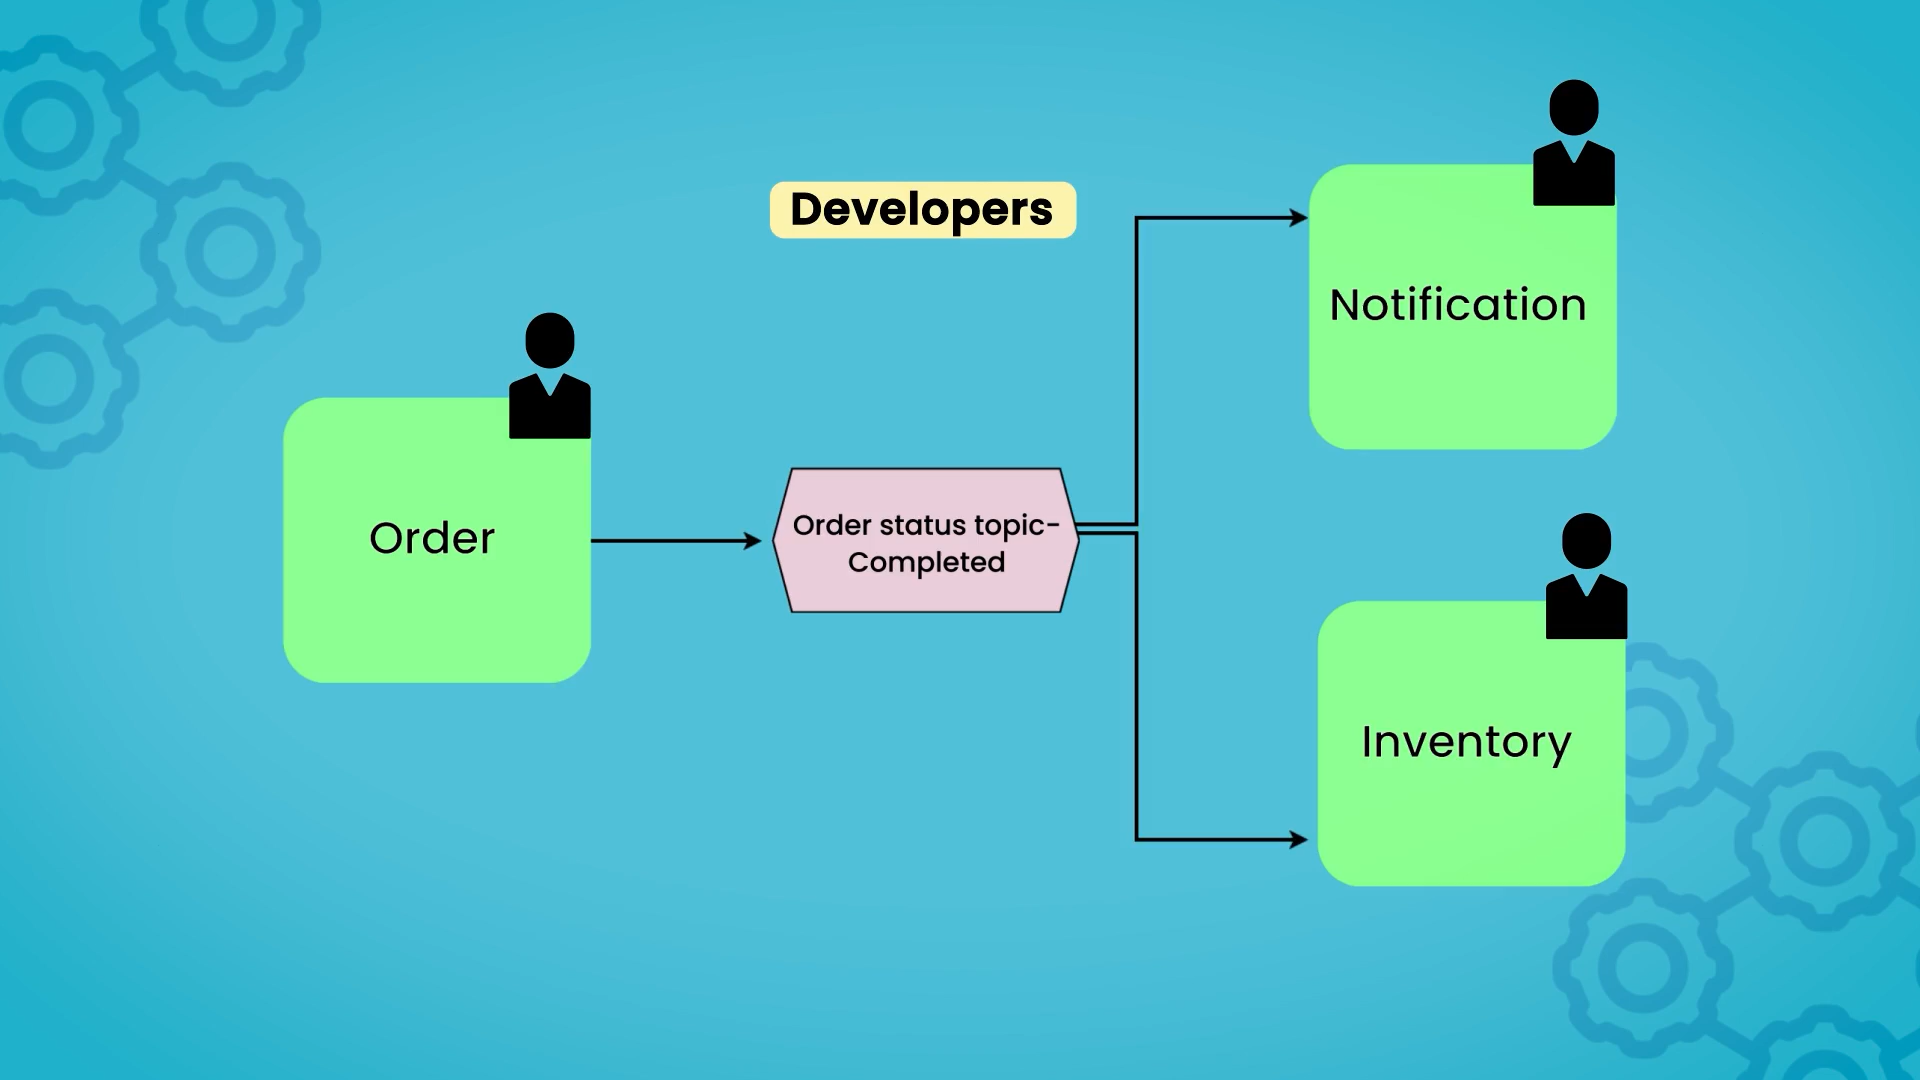 Developers
Order
Order status topic-
Completed
Notification
Inventory